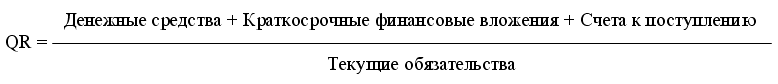 Денежные средства + Краткосрочные финансовые вложения + Счета к поступлению
QR =
Текущие обязательства